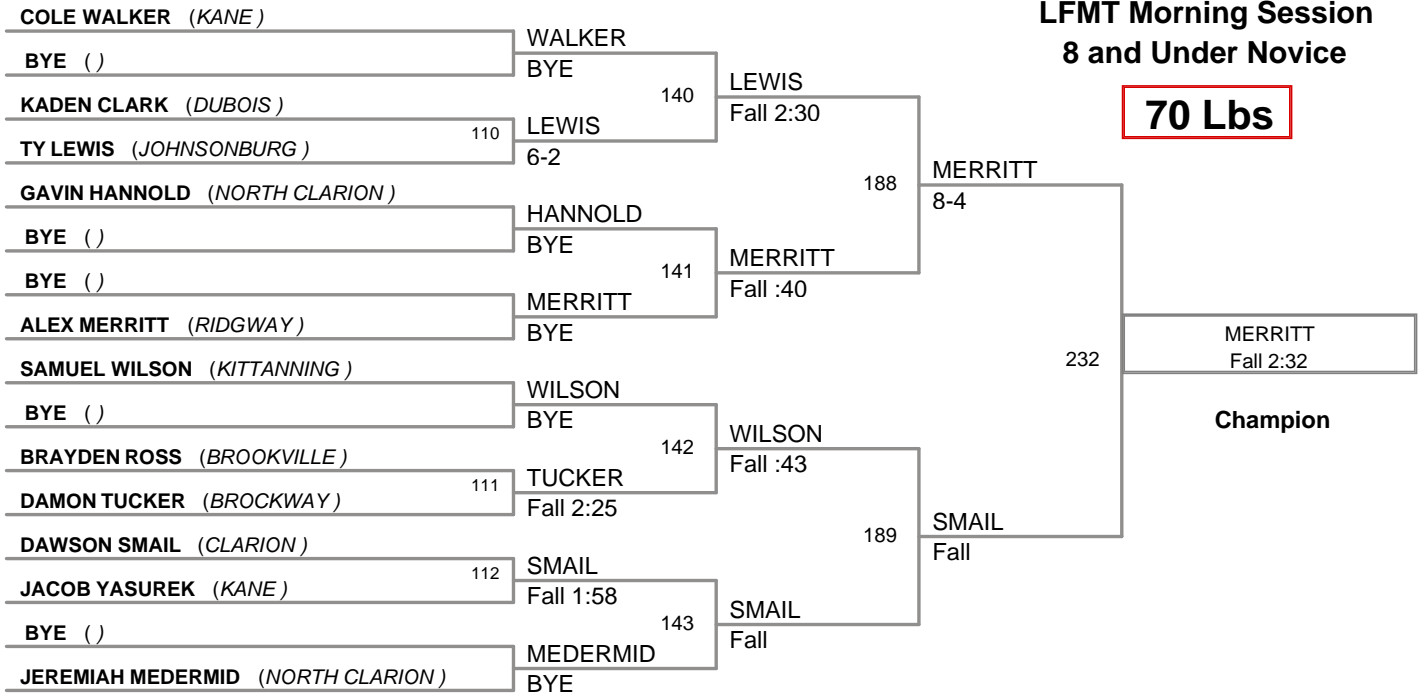 LFMT Morning Session
8 and Under Novice
70 Lbs
COLE WALKER (KANE )
BYE ( )
KADEN CLARK (DUBOIS )
TY LEWIS (JOHNSONBURG )
GAVIN HANNOLD (NORTH CLARION )
BYE ( )
BYE ( )
ALEX MERRITT (RIDGWAY )
SAMUEL WILSON (KITTANNING )
BYE ( )
BRAYDEN ROSS (BROOKVILLE )
DAMON TUCKER (BROCKWAY )
DAWSON SMAIL (CLARION )
JACOB YASUREK (KANE )
BYE ( )
JEREMIAH MEDERMID (NORTH CLARION )
110
111
112
WALKER
BYE
LEWIS
6-2
HANNOLD
BYE
MERRITT
BYE
WILSON
BYE
TUCKER
Fall 2:25
SMAIL
Fall 1:58
MEDERMID
BYE
140
141
142
143
LEWIS
Fall 2:30
MERRITT
Fall :40
WILSON
Fall :43
SMAIL
Fall
188
189
MERRITT
8-4
SMAIL
Fall
232
MERRITT
Fall 2:32
Champion